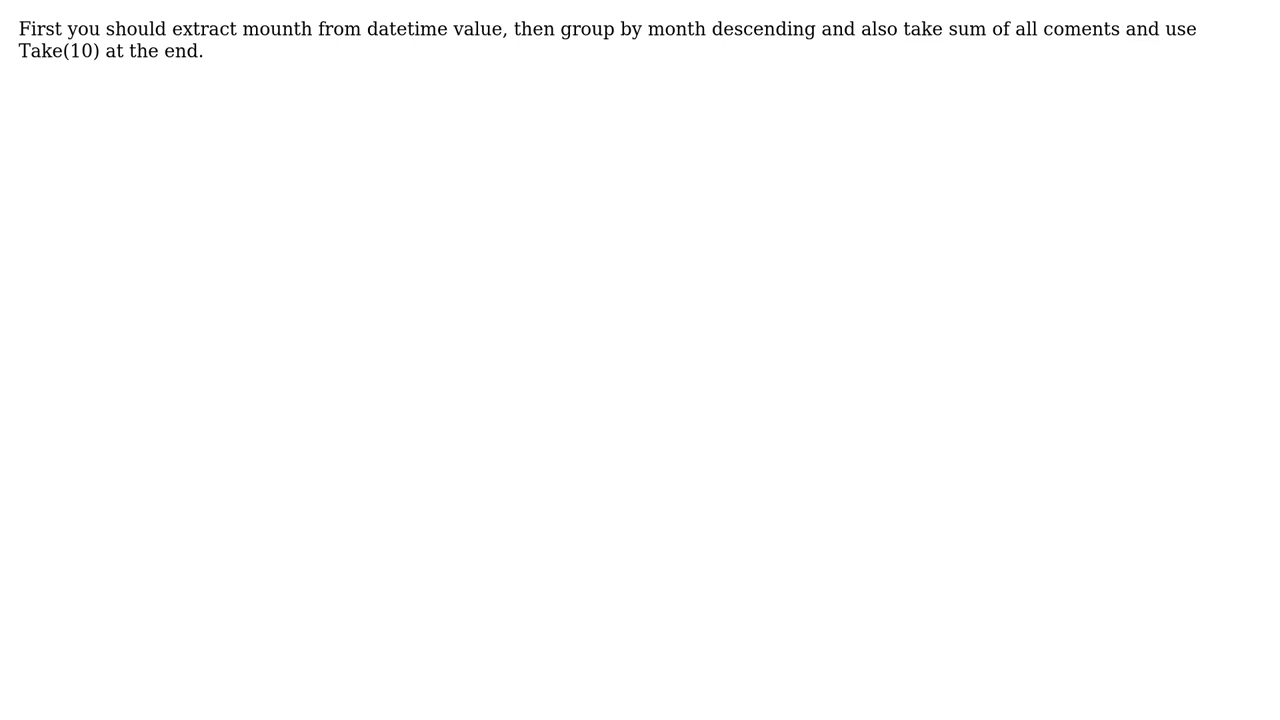 First you should extract mounth from datetime value, then group by month descending and also take sum of all coments and use
Take(10) at the end.